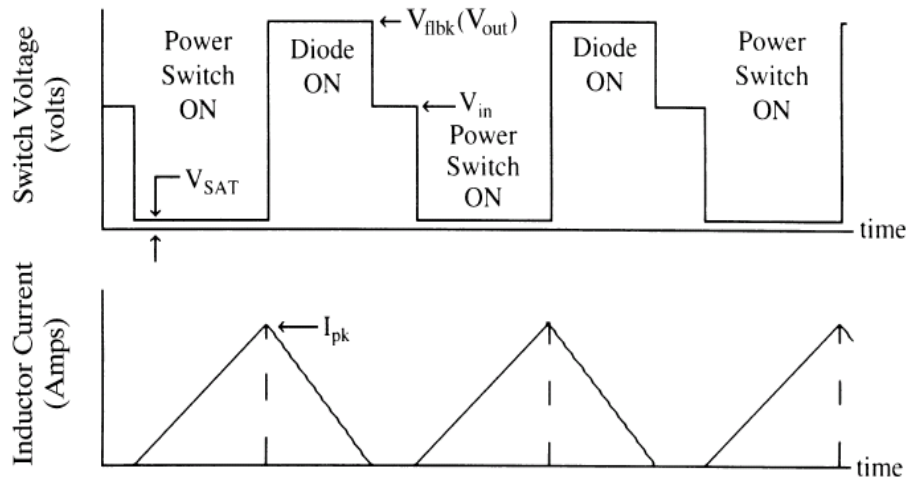 Switch Voltage
(volts)
Power
Switch
ON
Diode
ON
V_flbk(V_out)
V_in
Power
Switch
ON
Diode
ON
Power
Switch
ON
V_SAT
time
Inductor Current
(Amps)
I_pk
time